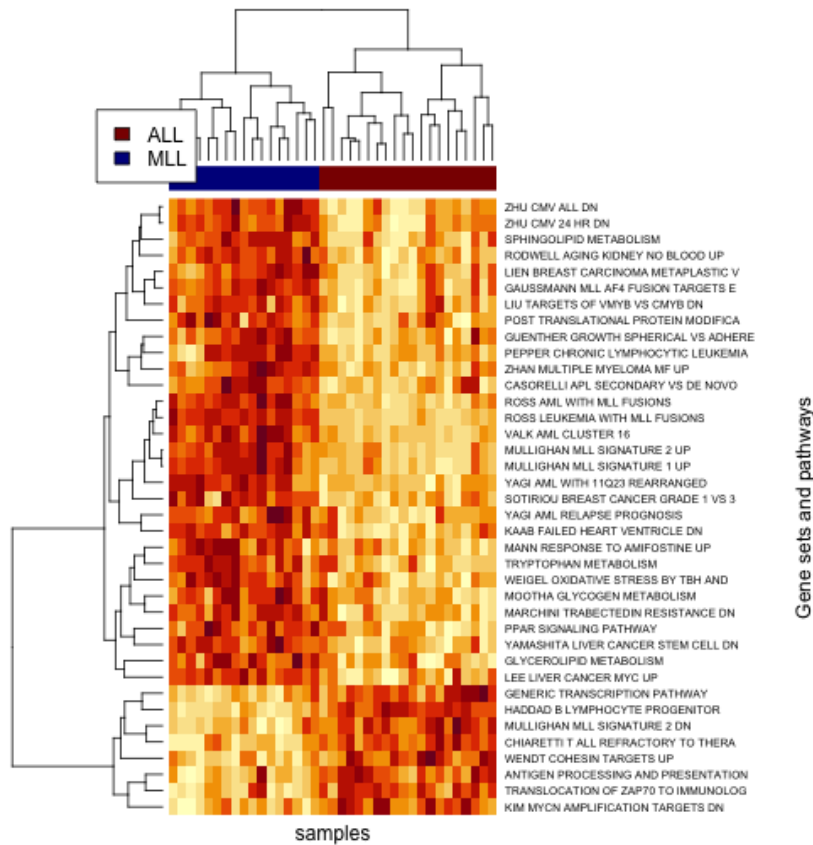 ALL
MLL
ZHU CMV ALL DN
ZHU CMV 24 HR DN
SPHINGOLIPID METABOLISM
RODWELL AGING KIDNEY NO BLOOD UP
LIEN BREAST CARCINOMA METAPLASTIC V
GAUSSMANN MLL AF4 FUSION TARGETS E
LIU TARGETS OF VMYB VS CMYB DN
POST TRANSLATIONAL PROTEIN MODIFICA
GUENTHER GROWTH SPHERICAL VS ADHERE
PEPPER CHRONIC LYMPHOCYTIC LEUKEMIA
ZHAN MULTIPLE MYELOMA MF UP
CASORELLI APL SECONDARY VS DE NOVO
ROSS AML WITH MLL FUSIONS
ROSS LEUKEMIA WITH MLL FUSIONS
VALK AML CLUSTER 16
MULLIGHAN MLL SIGNATURE 2 UP
MULLIGHAN MLL SIGNATURE 1 UP
YAGI AML WITH 11Q23 REARRANGED
SOTIRIOU BREAST CANCER GRADE 1 VS 3
YAGI AML RELAPSE PROGNOSIS
KAAB FAILED HEART VENTRICLE DN
MANN RESPONSE TO AMIFOSTINE UP
TRYPTOPHAN METABOLISM
WEIGEL OXIDATIVE STRESS BY TBH AND
MOOTHA GLYCOGEN METABOLISM
MARCHINI TRABECTEDIN RESISTANCE DN
PPAR SIGNALING PATHWAY
YAMASHITA LIVER CANCER STEM CELL DN
GLYCEROLIPID METABOLISM
LEE LIVER CANCER MYC UP
GENERIC TRANSCRIPTION PATHWAY
HADDAD B LYMPHOCYTE PROGENITOR
MULLIGHAN MLL SIGNATURE 2 DN
CHIARETTI T ALL REFRACTORY TO THERA
WENDT COHESIN TARGETS UP
ANTIGEN PROCESSING AND PRESENTATION
TRANSLOCATION OF ZAP70 TO IMMUNOLOG
KIM MYCN AMPLIFICATION TARGETS DN
samples
Gene sets and pathways